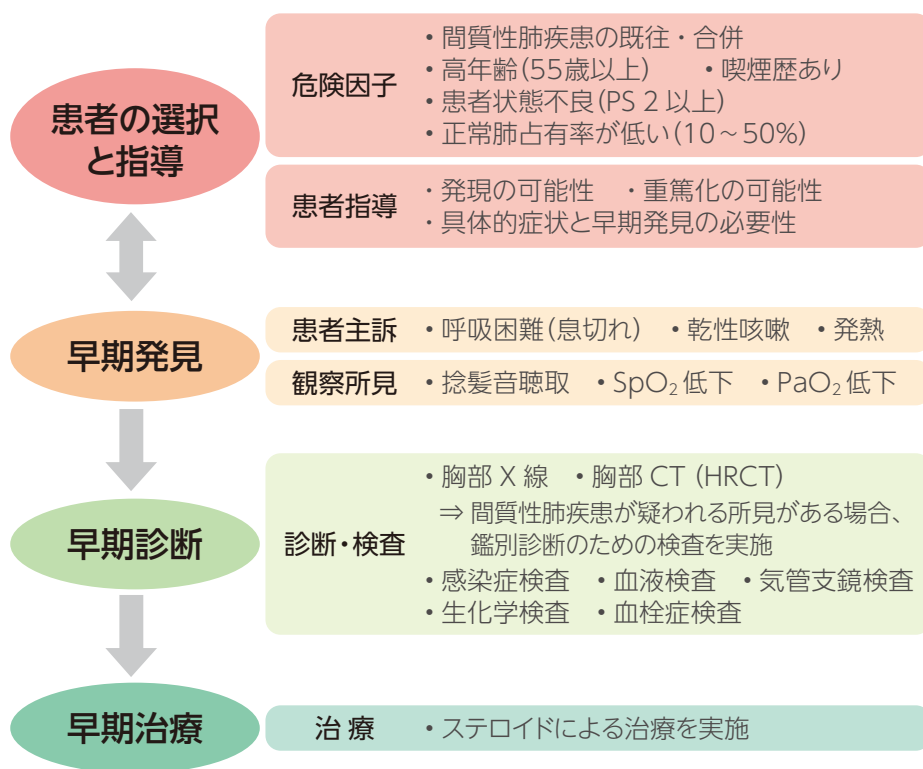 患者の選択
と指導
危険因子
・間質性肺疾患の既往・合併
・高年齢(55歳以上) ・喫煙歴あり
・患者状態不良(PS 2 以上)
・正常肺占有率が低い(10～50%)
患者指導
・発現の可能性 ・重篤化の可能性
・具体的症状と早期発見の必要性
早期発見
患者主訴 ・呼吸困難(息切れ) ・乾性咳嗽 ・発熱
観察所見 ・捻髪音聴取 ・SpO₂低下 ・PaO₂低下
早期診断
診断・検査
・胸部 X 線 ・胸部 CT (HRCT)
⇒ 間質性肺疾患が疑われる所見がある場合、
鑑別診断のための検査を実施
・感染症検査 ・血液検査 ・気管支鏡検査
・生化学検査 ・血栓症検査
早期治療
治 療 ・ステロイドによる治療を実施